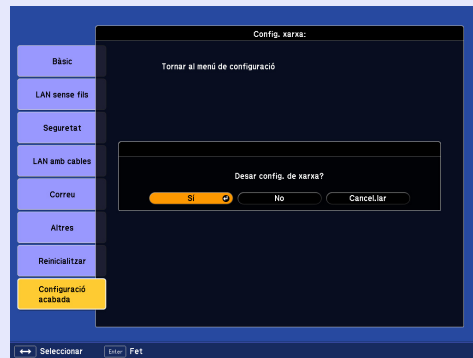 Config. xarxa:
Bàsic
Tornar al menú de configuració
LAN sense fils
Seguretat
LAN amb cables
Desar config. de xarxa?
Sí
No
Cancel.lar
Correu
Altres
Reinicialitzar
Configuració
acabada
Seleccionar
Enter Fet